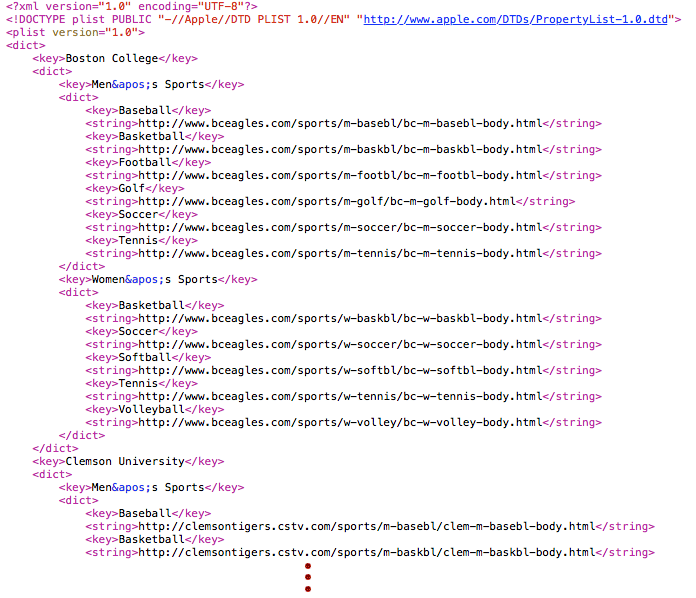 <?xml version="1.0" encoding="UTF-8"?>
<!DOCTYPE plist PUBLIC "-//Apple//DTD PLIST 1.0//EN" "http://www.apple.com/DTDs/PropertyList-1.0.dtd">
<plist version="1.0">
<dict>
    <key>Boston College</key>
    <dict>
        <key>Men&apos;s Sports</key>
        <dict>
            <key>Baseball</key>
            <string>http://www.bceagles.com/sports/m-basebl/bc-m-basebl-body.html</string>
            <key>Basketball</key>
            <string>http://www.bceagles.com/sports/m-baskbl/bc-m-baskbl-body.html</string>
            <key>Football</key>
            <string>http://www.bceagles.com/sports/m-footbl/bc-m-footbl-body.html</string>
            <key>Golf</key>
            <string>http://www.bceagles.com/sports/m-golf/bc-m-golf-body.html</string>
            <key>Soccer</key>
            <string>http://www.bceagles.com/sports/m-soccer/bc-m-soccer-body.html</string>
            <key>Tennis</key>
            <string>http://www.bceagles.com/sports/m-tennis/bc-m-tennis-body.html</string>
        </dict>
        <key>Women&apos;s Sports</key>
        <dict>
            <key>Basketball</key>
            <string>http://www.bceagles.com/sports/w-baskbl/bc-w-baskbl-body.html</string>
            <key>Soccer</key>
            <string>http://www.bceagles.com/sports/w-soccer/bc-w-soccer-body.html</string>
            <key>Softball</key>
            <string>http://www.bceagles.com/sports/w-softbl/bc-w-softbl-body.html</string>
            <key>Tennis</key>
            <string>http://www.bceagles.com/sports/w-tennis/bc-w-tennis-body.html</string>
            <key>Volleyball</key>
            <string>http://www.bceagles.com/sports/w-volley/bc-w-volley-body.html</string>
        </dict>
    </dict>
    <key>Clemson University</key>
    <dict>
        <key>Men&apos;s Sports</key>
        <dict>
            <key>Baseball</key>
            <string>http://clemsontigers.cstv.com/sports/m-basebl/clem-m-basebl-body.html</string>
            <key>Basketball</key>
            <string>http://clemsontigers.cstv.com/sports/m-baskbl/clem-m-baskbl-body.html</string>